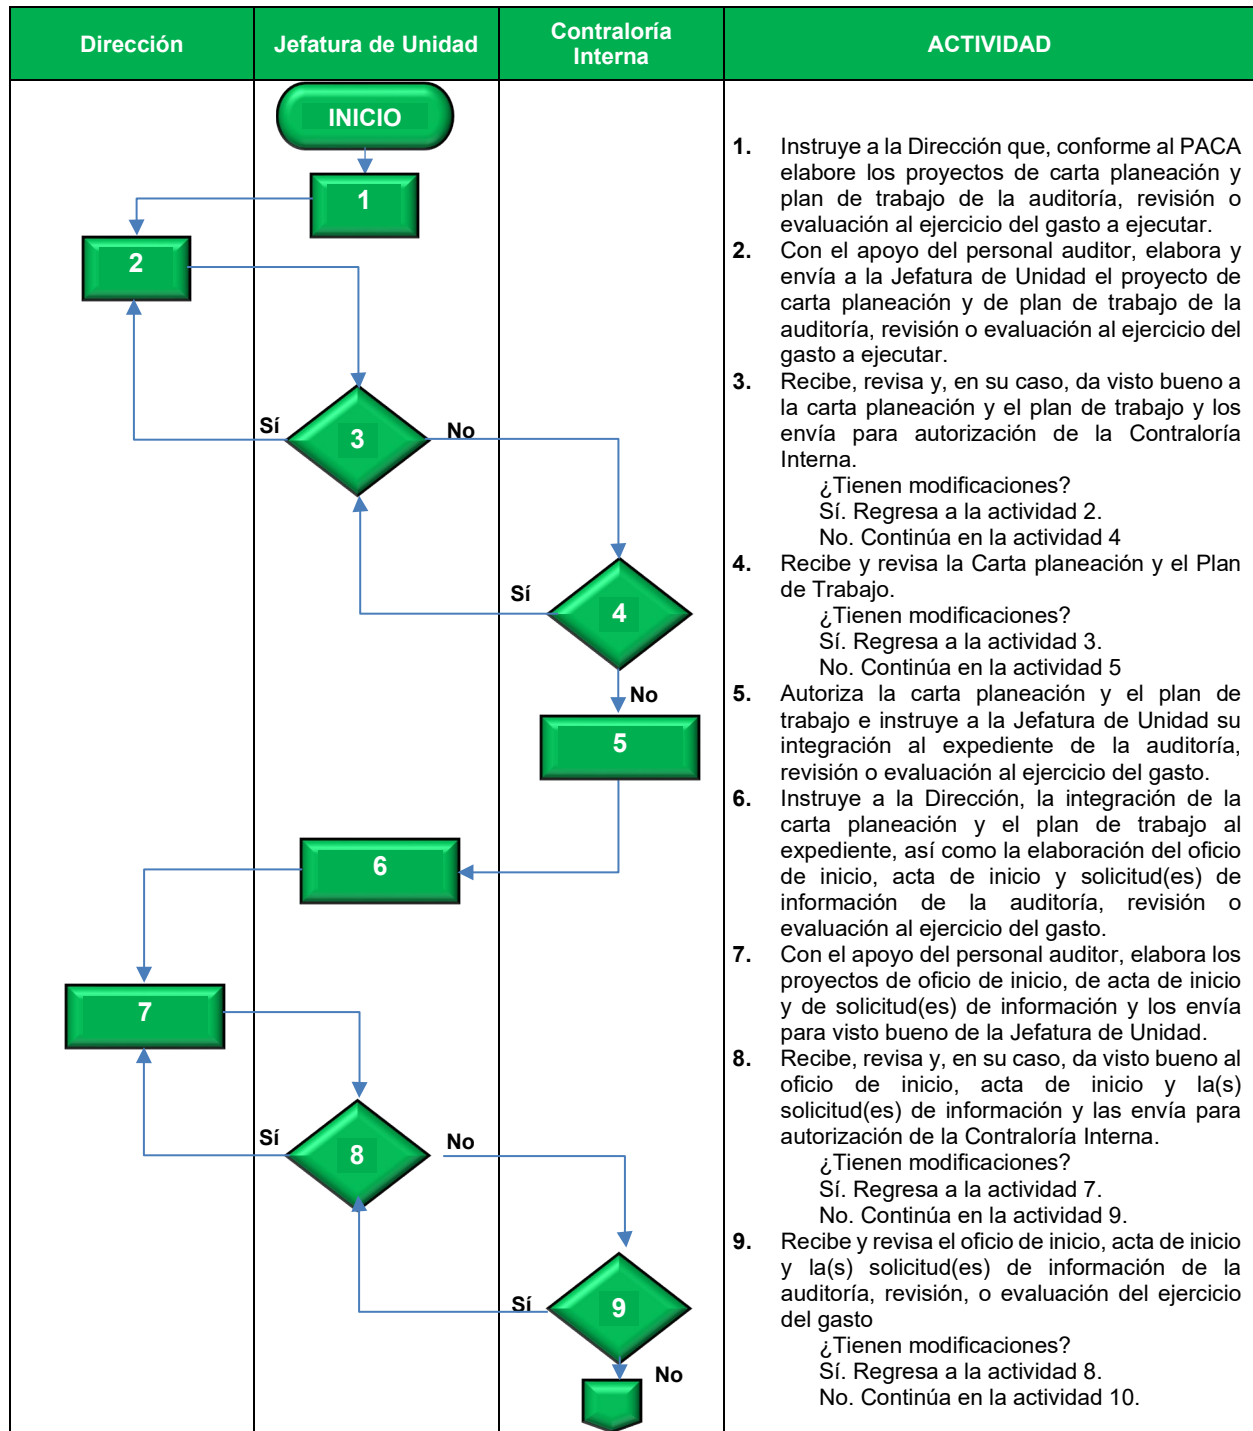 Dirección
Jefatura de Unidad
Contraloría
Interna
ACTIVIDAD
INICIO
1
2
Sí
3
No
Sí
4
No
5
6
7
Sí
8
No
Sí
9
No
1. Instruye a la Dirección que, conforme al PACA
elabore los proyectos de carta planeación y
plan de trabajo de la auditoría, revisión o
evaluación al ejercicio del gasto a ejecutar.
2. Con el apoyo del personal auditor, elabora y
envía a la Jefatura de Unidad el proyecto de
carta planeación y de plan de trabajo de la
auditoría, revisión o evaluación al ejercicio del
gasto a ejecutar.
3. Recibe, revisa y, en su caso, da visto bueno a
la carta planeación y el plan de trabajo y los
envía para autorización de la Contraloría
Interna.
¿Tienen modificaciones?
Sí. Regresa a la actividad 2.
No. Continúa en la actividad 4
4. Recibe y revisa la Carta planeación y el Plan
de Trabajo.
¿Tienen modificaciones?
Sí. Regresa a la actividad 3.
No. Continúa en la actividad 5
5. Autoriza la carta planeación y el plan de
trabajo e instruye a la Jefatura de Unidad su
integración al expediente de la auditoría,
revisión o evaluación al ejercicio del gasto.
6. Instruye a la Dirección, la integración de la
carta planeación y el plan de trabajo al
expediente, así como la elaboración del oficio
de inicio, acta de inicio y solicitud(es) de
información de la auditoría, revisión o
evaluación al ejercicio del gasto.
7. Con el apoyo del personal auditor, elabora los
proyectos de oficio de inicio, de acta de inicio
y de solicitud(es) de información y los envía
para visto bueno de la Jefatura de Unidad.
8. Recibe, revisa y, en su caso, da visto bueno al
oficio de inicio, acta de inicio y la(s)
solicitud(es) de información y las envía para
autorización de la Contraloría Interna.
¿Tienen modificaciones?
Sí. Regresa a la actividad 7.
No. Continúa en la actividad 9.
9. Recibe y revisa el oficio de inicio, acta de inicio
y la(s) solicitud(es) de información de la
auditoría, revisión, o evaluación del ejercicio
del gasto
¿Tienen modificaciones?
Sí. Regresa a la actividad 8.
No. Continúa en la actividad 10.